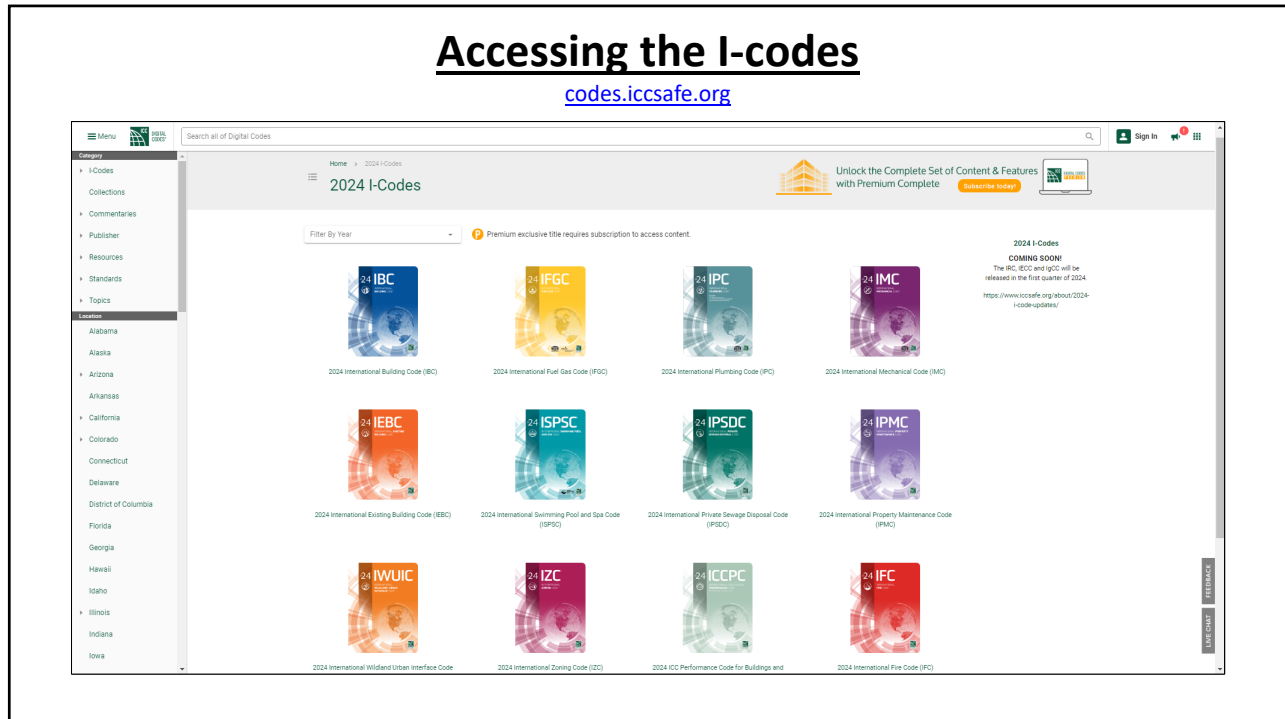 Accessing the I-codes
codes.iccsafe.org
Menu
ICC
DIGITAL
CODES
Search all of Digital Codes
Sign In
1
Category
I-Codes
Collections
Commentaries
Publisher
Resources
Standards
Topics
Location
Alabama
Alaska
Arizona
Arkansas
California
Colorado
Connecticut
Delaware
District of Columbia
Florida
Georgia
Hawaii
Idaho
Illinois
Indiana
Iowa
Home > 2024 I-Codes
2024 I-Codes
Unlock the Complete Set of Content & Features
with Premium Complete
Subscribe today!
Filter By Year
P Premium exclusive title requires subscription to access content.
2024 I-Codes
COMING SOON!
The IRC, IECC and IgCC will be
released in the first quarter of 2024.
https://www.iccsafe.org/about/2024-
i-code-updates/
24 IBC
24 IFGC
24 IPC
24 IMC
2024 International Building Code (IBC)
2024 International Fuel Gas Code (IFGC)
2024 International Plumbing Code (IPC)
2024 International Mechanical Code (IMC)
24 IEBC
24 ISPSC
24 IPSDC
24 IPMC
2024 International Existing Building Code (IEBC)
2024 International Swimming Pool and Spa Code
(ISPSC)
2024 International Private Sewage Disposal Code
(IPSDC)
2024 International Property Maintenance Code
(IPMC)
24 IWUIC
24 IZC
24 ICCPC
24 IFC
2024 International Wildland Urban Interface Code
2024 International Zoning Code (IZC)
2024 ICC Performance Code for Buildings and
2024 International Fire Code (IFC)
FEEDBACK
LIVE CHAT